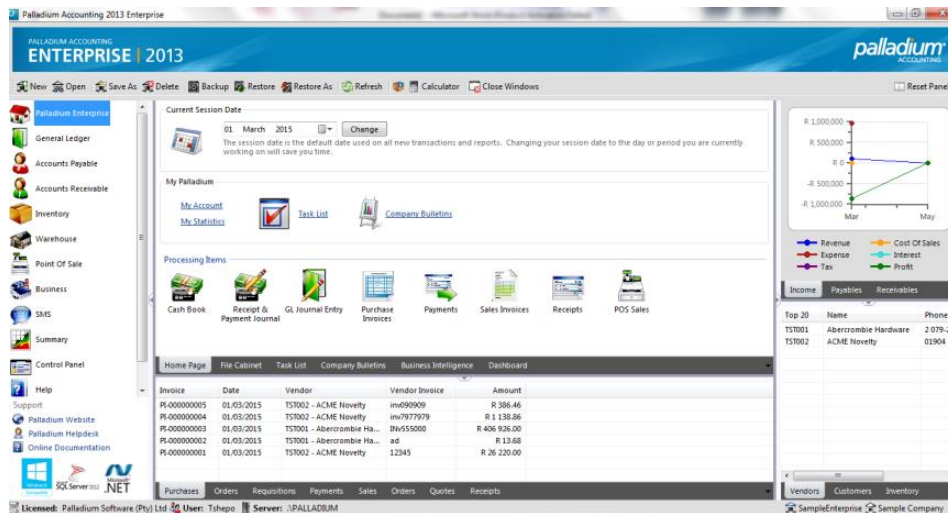 Palladium Accounting 2013 Enterprise
PALLADIUM ACCOUNTING
ENTERPRISE | 2013
palladium
ACCOUNTING
New Open Save As Delete Backup Restore Restore As Refresh Calculator Close Windows Reset Panel
Palladium Enterprise
General Ledger
Accounts Payable
Accounts Receivable
Inventory
Warehouse
Point Of Sale
Business
SMS
Summary
Control Panel
Help
Support
Palladium Website
Palladium Helpdesk
Online Documentation
SQL Server 2012
Microsoft
.NET
Current Session Date
01 March 2015
Change
The session date is the default date used on all new transactions and reports. Changing your session date to the day or period you are currently
working on will save you time.
My Palladium
My Account
My Statistics
Task List
Company Bulletins
Processing Items
Cash Book
Receipt &
Payment Journal
GL Journal Entry
Purchase
Invoices
Payments
Sales Invoices
Receipts
POS Sales
Home Page File Cabinet Task List Company Bulletins Business Intelligence Dashboard
Invoice Date Vendor Vendor Invoice Amount
PI-000000005 01/03/2015 TST002 - ACME Novelty inv090909 R 386.46
PI-000000004 01/03/2015 TST002 - ACME Novelty inv7977979 R 1 138.86
PI-000000003 01/03/2015 TST001 - Abercrombie Ha... INv555000 R 406 926.00
PI-000000002 01/03/2015 TST001 - Abercrombie Ha... ad R 13.68
PI-000000001 01/03/2015 TST002 - ACME Novelty 12345 R 26 220.00
Purchases Orders Requisitions Payments Sales Orders Quotes Receipts
R 1,000,000
R 500,000
R 0
-R 500,000
-R 1,000,000
Mar May
Revenue Cost Of Sales
Expense Interest
Tax Profit
Income Payables Receivables
Top 20 Name Phone
TST001 Abercrombie Hardware 2 079-2
TST002 ACME Novelty 01904
Vendors Customers Inventory
Licensed: Palladium Software (Pty) Ltd User: Tshepo Server: .\PALLADIUM
SampleEnterprise Sample Company